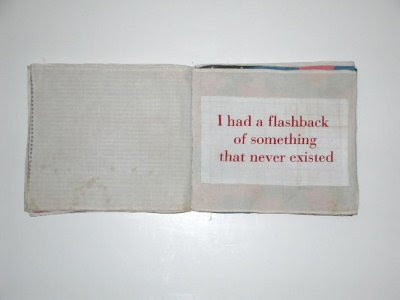 I had a flashback
of something
that never existed